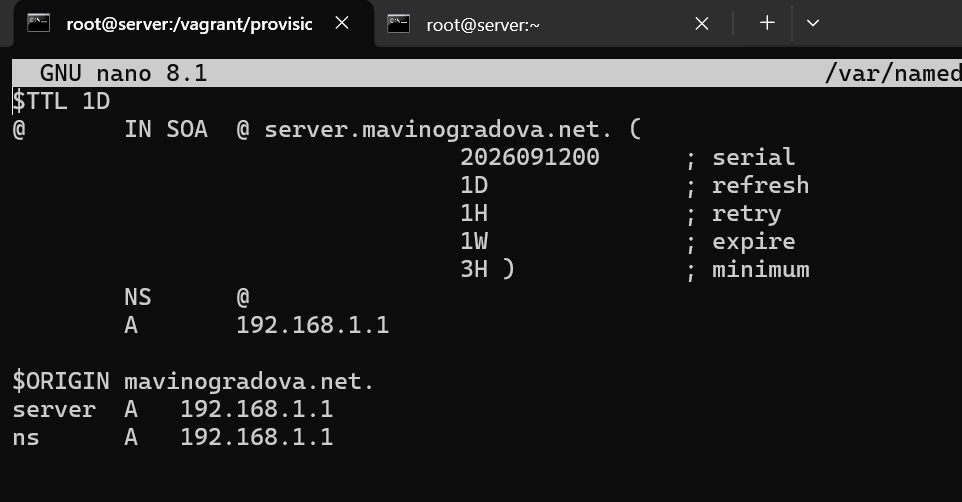 root@server:/vagrant/provisic
root@server:~
GNU nano 8.1 /var/named
$TTL 1D
@ IN SOA @ server.mavinogradova.net. (
2026091200 ; serial
1D ; refresh
1H ; retry
1W ; expire
3H ) ; minimum
NS @
A 192.168.1.1
$ORIGIN mavinogradova.net.
server A 192.168.1.1
ns A 192.168.1.1